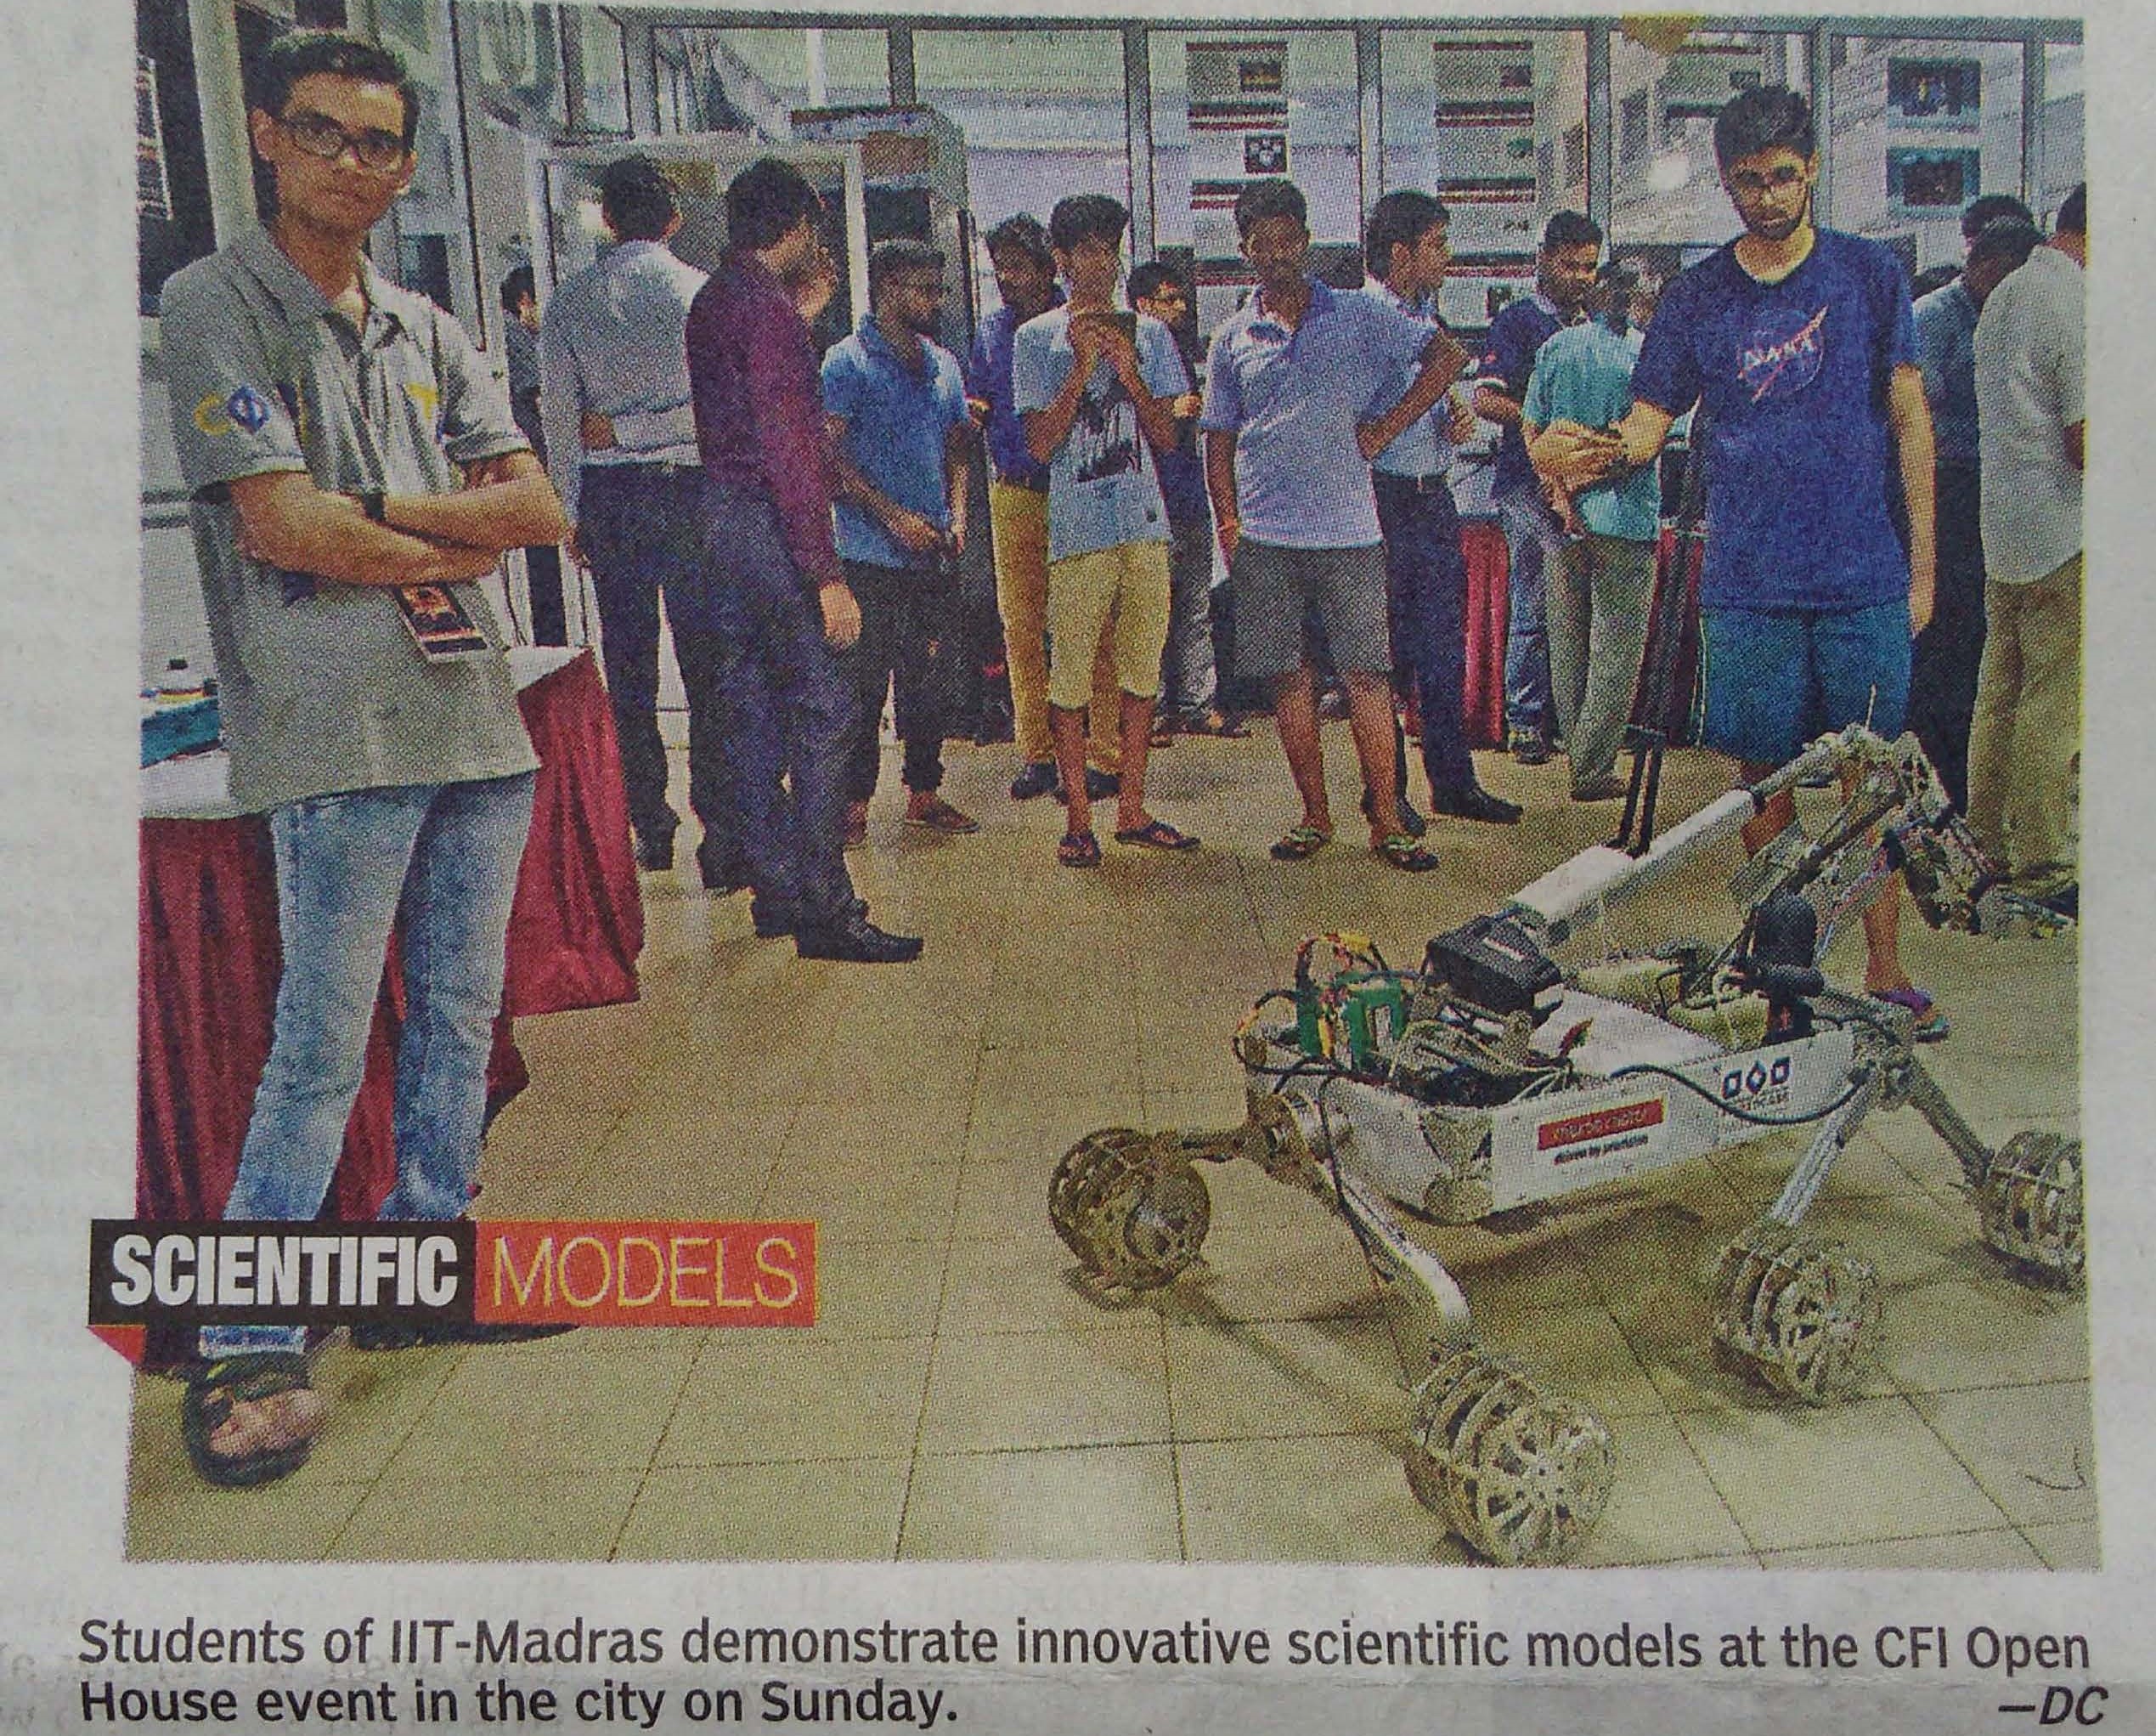 NASA
SCIENTIFIC MODELS
Students of IIT-Madras demonstrate innovative scientific models at the CFI Open
House event in the city on Sunday.
—DC